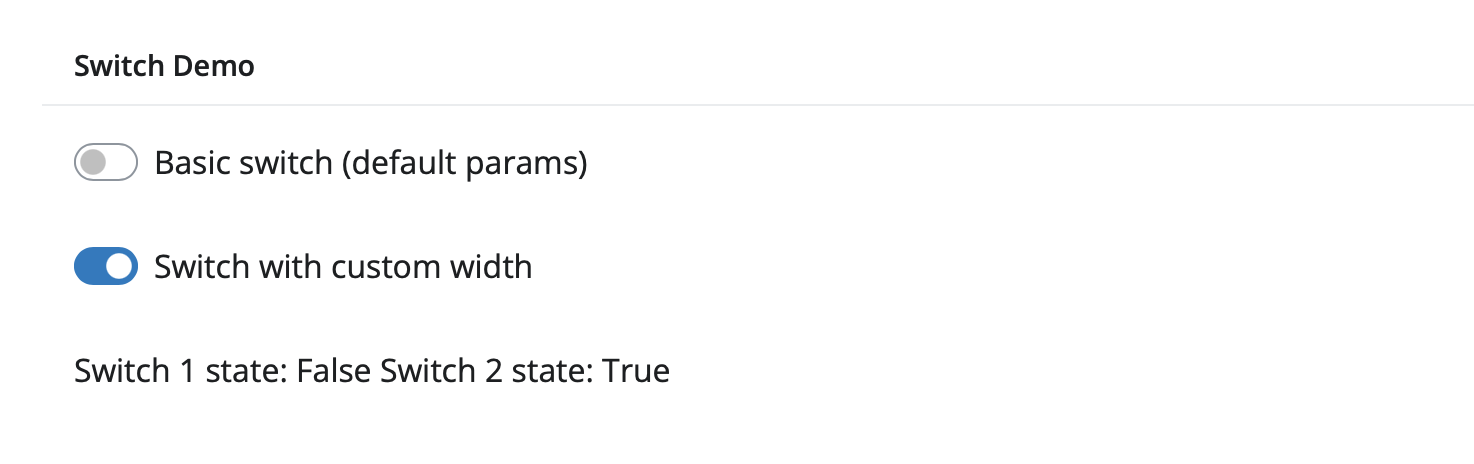 Switch Demo
Basic switch (default params)
Switch with custom width
Switch 1 state: False Switch 2 state: True